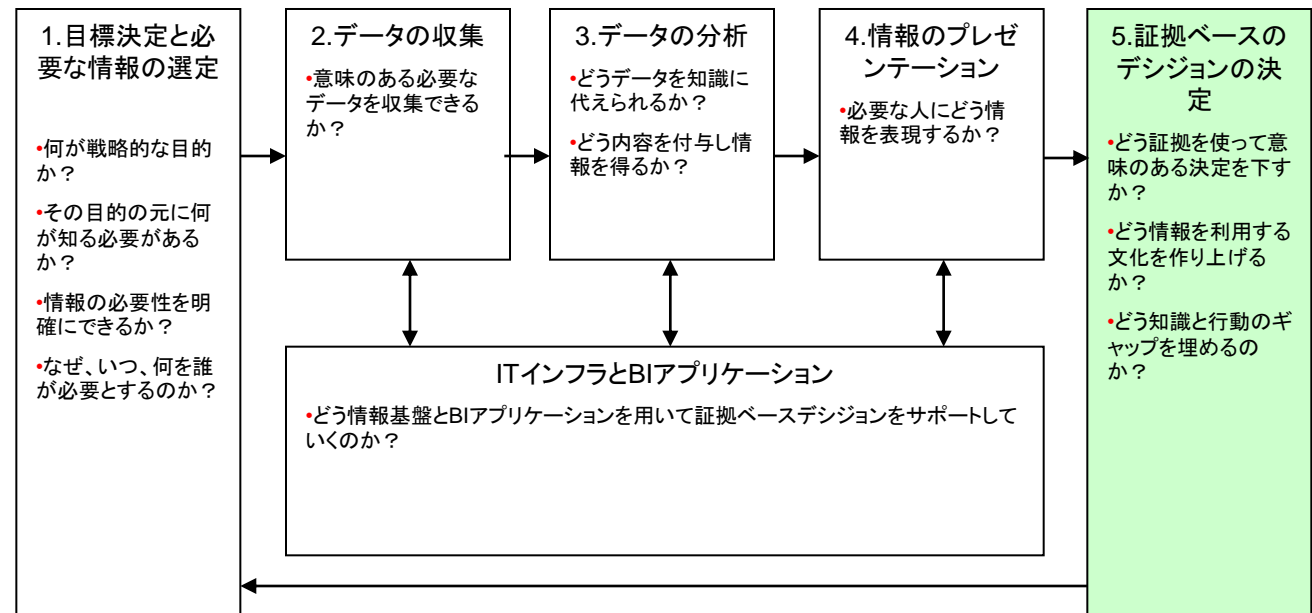 1.目標決定と必
要な情報の選定
•何が戦略的な目的
か？
•その目的の元に何
が知る必要がある
か？
•情報の必要性を明
確にできるか？
•なぜ、いつ、何を誰
が必要とするのか？
2.データの収集
•意味のある必要な
データを収集できる
か？
3.データの分析
•どうデータを知識に
代えられるか？
•どう内容を付与し情
報を得るか？
4.情報のプレゼ
ンテーション
•必要な人にどう情
報を表現するか？
5.証拠ベースの
デシジョンの決
定
•どう証拠を使って意
味のある決定を下す
か？
•どう情報を利用する
文化を作り上げる
か？
•どう知識と行動のギ
ャップを埋めるの
か？
ITインフラとBIアプリケーション
•どう情報基盤とBIアプリケーションを用いて証拠ベースデシジョンをサポートして
いくのか？